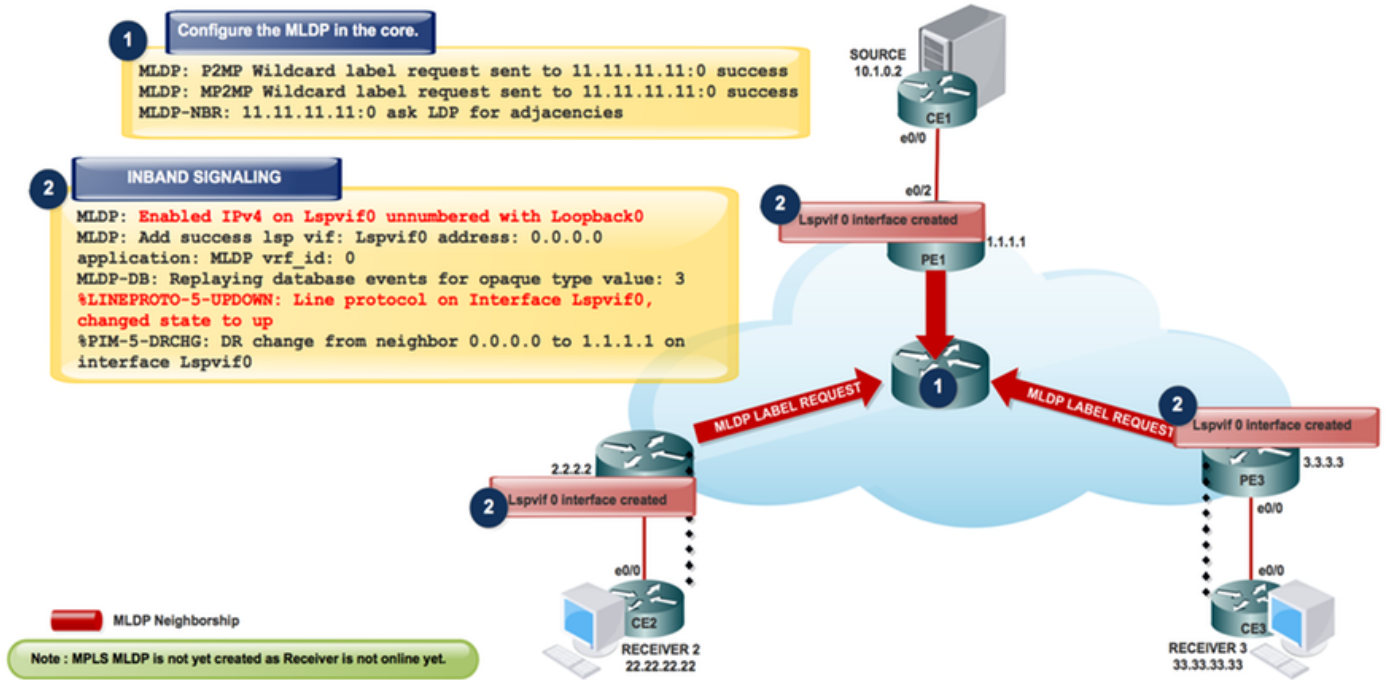 1
Configure the MLDP in the core.
MLDP: P2MP Wildcard label request sent to 11.11.11.11:0 success
MLDP: MP2MP Wildcard label request sent to 11.11.11.11:0 success
MLDP-NBR: 11.11.11.11:0 ask LDP for adjacencies
2
INBAND SIGNALING
MLDP: Enabled IPv4 on Lspvif0 unnumbered with Loopback0
MLDP: Add success lsp vif: Lspvif0 address: 0.0.0.0
application: MLDP vrf_id: 0
MLDP-DB: Replaying database events for opaque type value: 3
%LINEPROTO-5-UPDOWN: Line protocol on Interface Lspvif0,
changed state to up
%PIM-5-DRCHG: DR change from neighbor 0.0.0.0 to 1.1.1.1 on
interface Lspvif0
SOURCE
10.1.0.2
CE1
e0/0
e0/2
2
Lspvif 0 interface created
1.1.1.1
PE1
1
MLDP LABEL REQUEST
MLDP LABEL REQUEST
2
Lspvif 0 interface created
3.3.3.3
PE3
e0/0
2.2.2.2
2
Lspvif 0 interface created
e0/0
CE2
RECEIVER 2
22.22.22.22
e0/0
CE3
RECEIVER 3
33.33.33.33
MLDP Neighborship
Note : MPLS MLDP is not yet created as Receiver is not online yet.